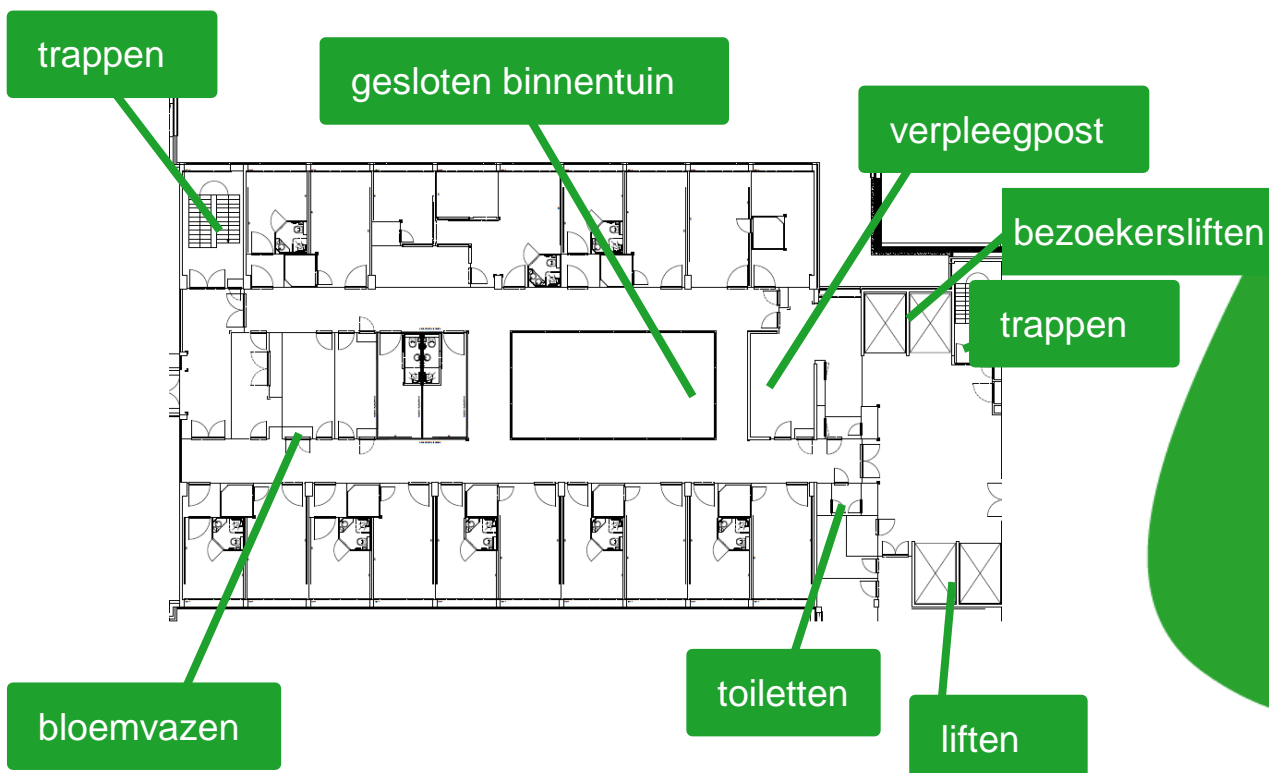 trappen
gesloten binnentuin
verpleegpost
bezoekersliften
trappen
toiletten
bloemvazen
liften